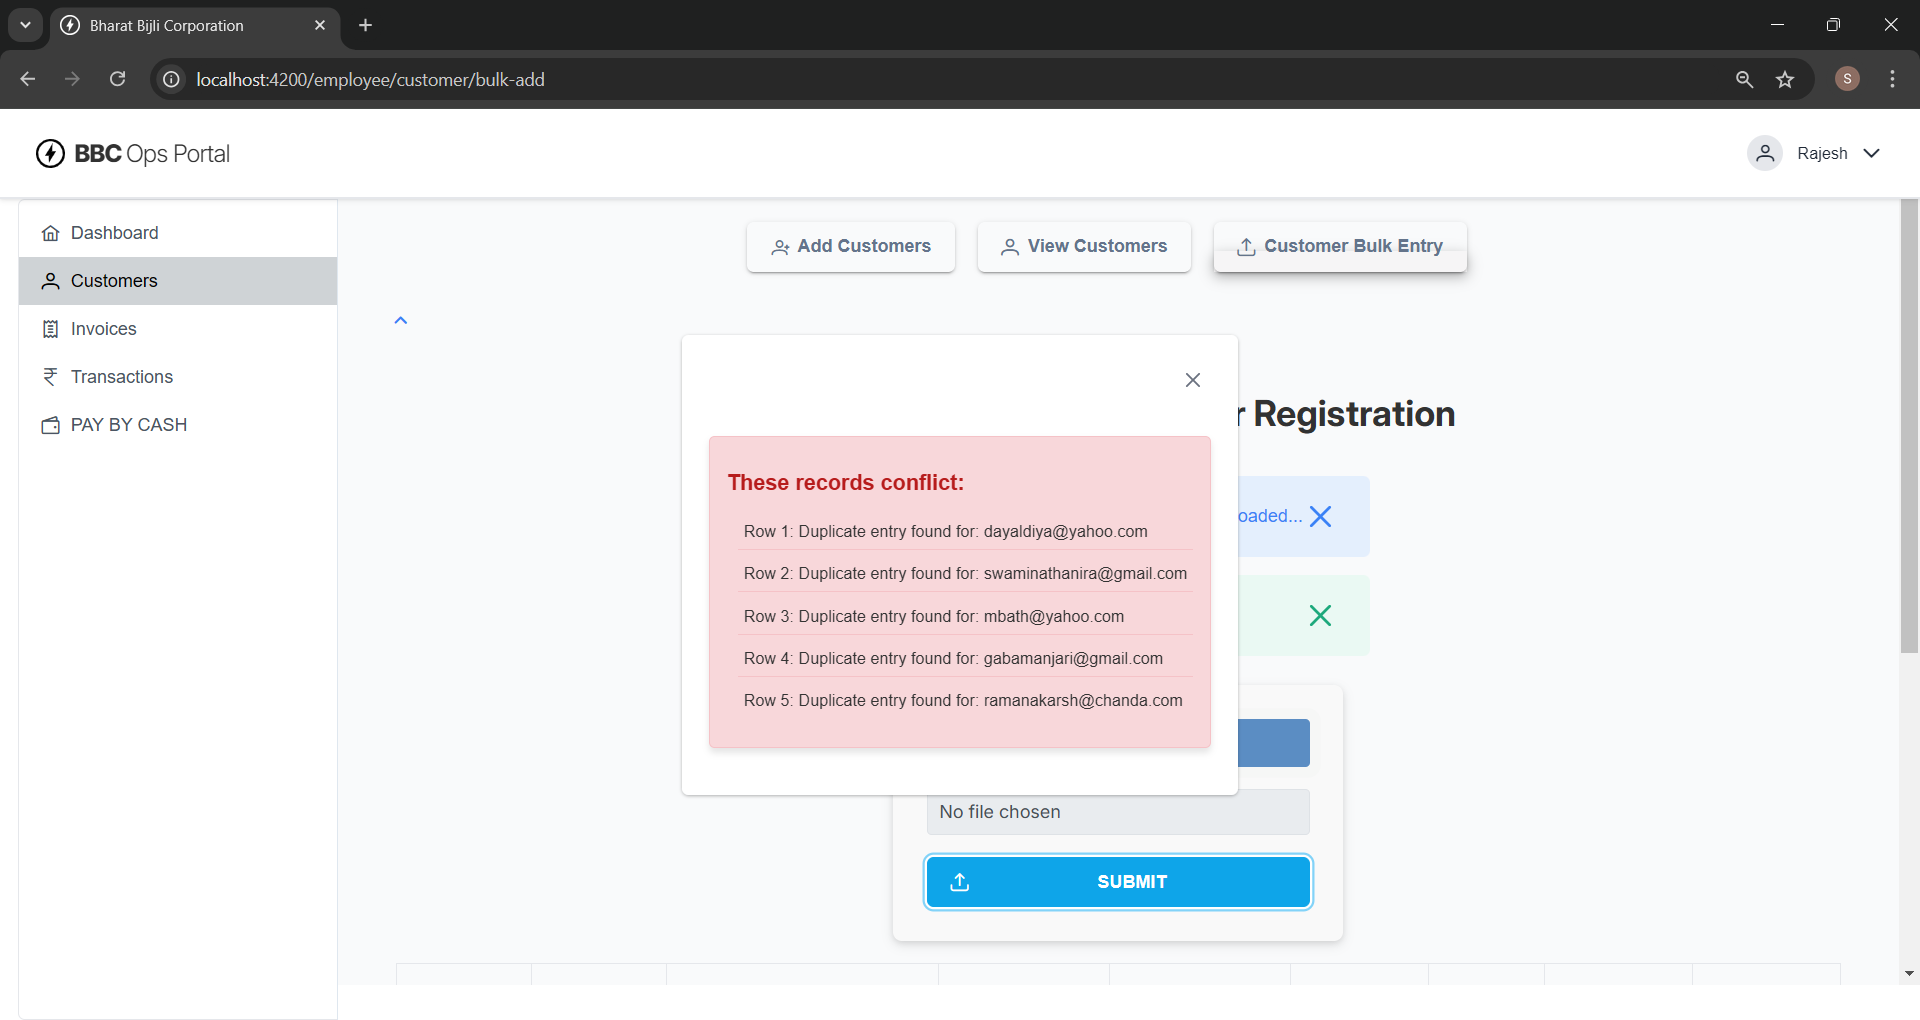 Bharat Bijli Corporation
localhost:4200/employee/customer/bulk-add
S
BBC Ops Portal
Rajesh
Dashboard
Customers
Invoices
Transactions
PAY BY CASH
Add Customers
View Customers
Customer Bulk Entry
r Registration
oaded...
These records conflict:
Row 1: Duplicate entry found for: dayaldiya@yahoo.com
Row 2: Duplicate entry found for: swaminathanira@gmail.com
Row 3: Duplicate entry found for: mbath@yahoo.com
Row 4: Duplicate entry found for: gabamanjari@gmail.com
Row 5: Duplicate entry found for: ramanakarsh@chanda.com
No file chosen
SUBMIT